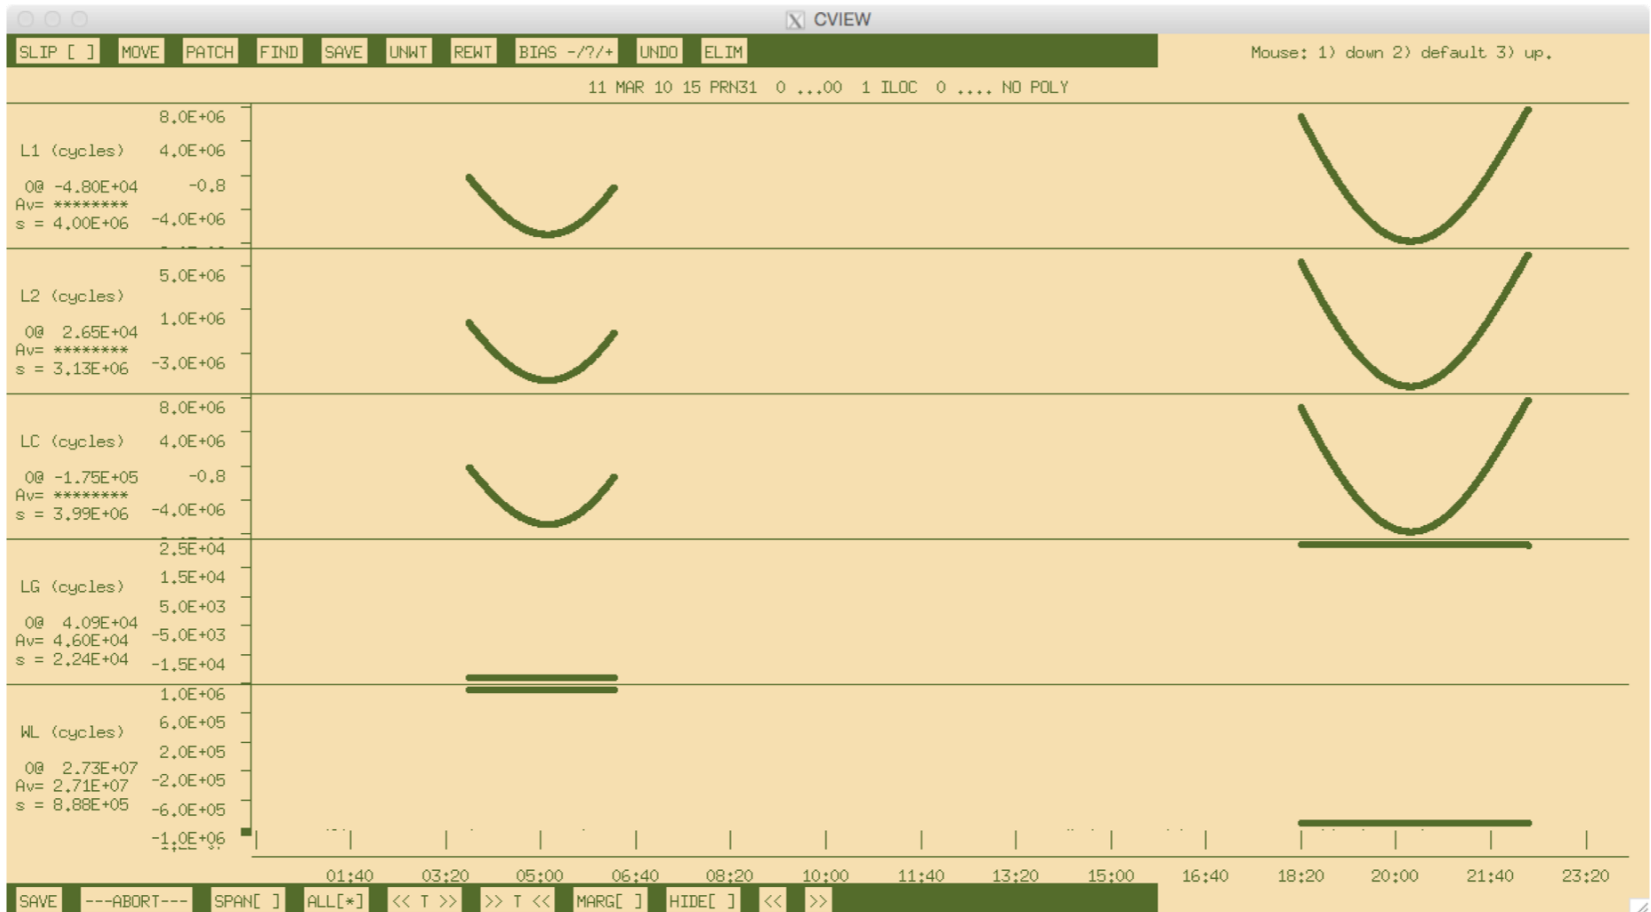 CVIEW
SLIP [ ] MOVE PATCH FIND SAVE UNWT REWT BIAS -/?/+ UNDO ELIM Mouse: 1) down 2) default 3) up.
11 MAR 10 15 PRN31 0 ...00 1 ILOC 0 .... NO POLY
8.0E+06
L1 (cycles) 4.0E+06
0@ -4.80E+04 -0.8
Av= ********
s = 4.00E+06 -4.0E+06
5.0E+06
L2 (cycles)
1.0E+06
0@ 2.65E+04
Av= ********
s = 3.13E+06 -3.0E+06
8.0E+06
LC (cycles) 4.0E+06
0@ -1.75E+05 -0.8
Av= ********
s = 3.99E+06 -4.0E+06
2.5E+04
LG (cycles) 1.5E+04
5.0E+03
0@ 4.09E+04
Av= 4.60E+04 -5.0E+03
s = 2.24E+04 -1.5E+04
1.0E+06
WL (cycles) 6.0E+05
2.0E+05
0@ 2.73E+07
Av= 2.71E+07 -2.0E+05
s = 8.88E+05 -6.0E+05
-1.0E+06
01:40 03:20 05:00 06:40 08:20 10:00 11:40 13:20 15:00 16:40 18:20 20:00 21:40 23:20
SAVE ---ABORT--- SPAN[ ] ALL[*] << T >> >> T << MARG[ ] HIDE[ ] << >>